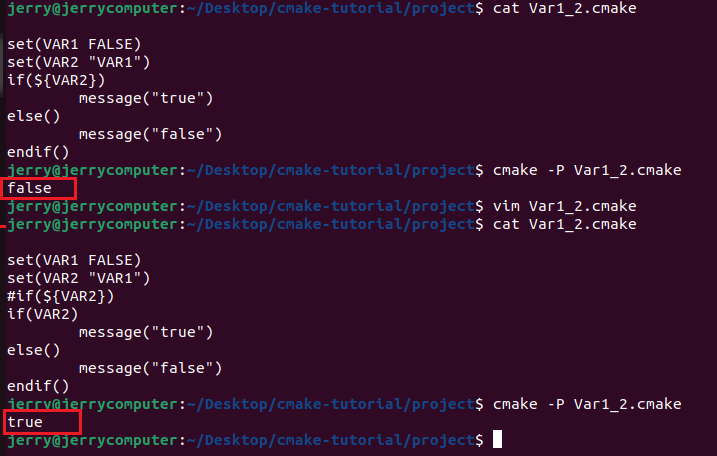 jerry@jerrycomputer:~/Desktop/cmake-tutorial/project$ cat Var1_2.cmake
set(VAR1 FALSE)
set(VAR2 "VAR1")
if(${VAR2})
        message("true")
else()
        message("false")
endif()
jerry@jerrycomputer:~/Desktop/cmake-tutorial/project$ cmake -P Var1_2.cmake
false
jerry@jerrycomputer:~/Desktop/cmake-tutorial/project$ vim Var1_2.cmake
jerry@jerrycomputer:~/Desktop/cmake-tutorial/project$ cat Var1_2.cmake
set(VAR1 FALSE)
set(VAR2 "VAR1")
#if(${VAR2})
if(VAR2)
        message("true")
else()
        message("false")
endif()
jerry@jerrycomputer:~/Desktop/cmake-tutorial/project$ cmake -P Var1_2.cmake
true
jerry@jerrycomputer:~/Desktop/cmake-tutorial/project$